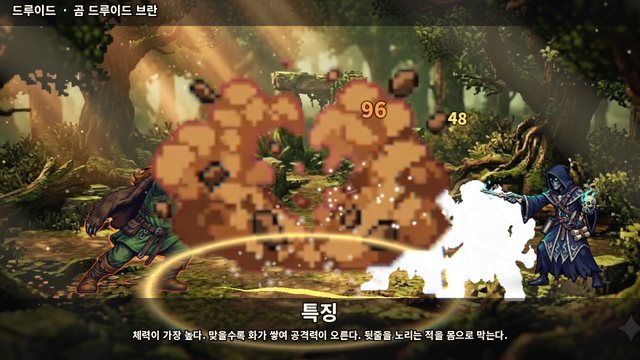 드루이드 · 곰 드루이드 브란
96
48
특징
체력이 가장 높다. 맞을수록 화가 쌓여 공격력이 오른다. 뒷줄을 노리는 적을 몸으로 막는다.